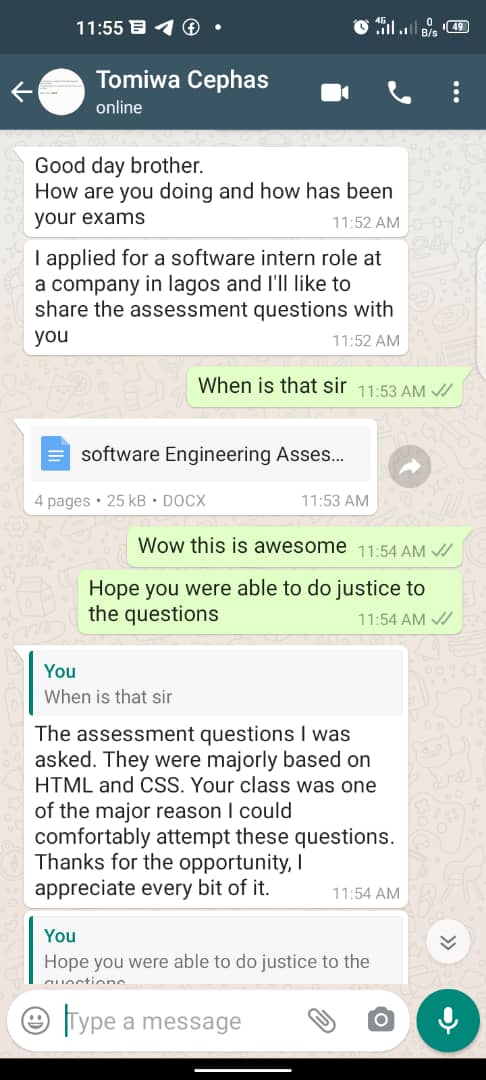 11:55
4G
0
B/s
49
Tomiwa Cephas
online
Good day brother.
How are you doing and how has been
your exams
11:52 AM
I applied for a software intern role at
a company in lagos and I'll like to
share the assessment questions with
you
11:52 AM
When is that sir 11:53 AM
software Engineering Asses...
4 pages • 25 kB • DOCX 11:53 AM
Wow this is awesome 11:54 AM
Hope you were able to do justice to
the questions 11:54 AM
You
When is that sir
The assessment questions I was
asked. They were majorly based on
HTML and CSS. Your class was one
of the major reason I could
comfortably attempt these questions.
Thanks for the opportunity, I
appreciate every bit of it. 11:54 AM
You
Hope you were able to do justice to the
questions
Type a message